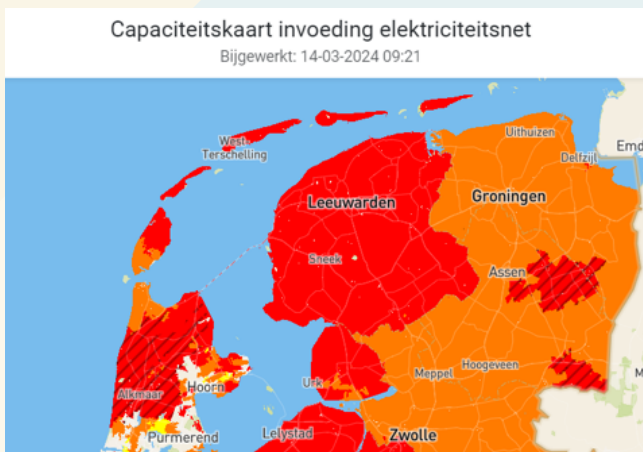 Capaciteitskaart invoeding elektriciteitsnet
Bijgewerkt: 14-03-2024 09:21
Uithuizen
West-
Terschelling
Delfzijl
Emd
Leeuwarden
Groningen
Sneek
Assen
Hoogeveen
Meppel
Urk
Hoorn
Alkmaar
Purmerend
Lelystad
Zwolle
M